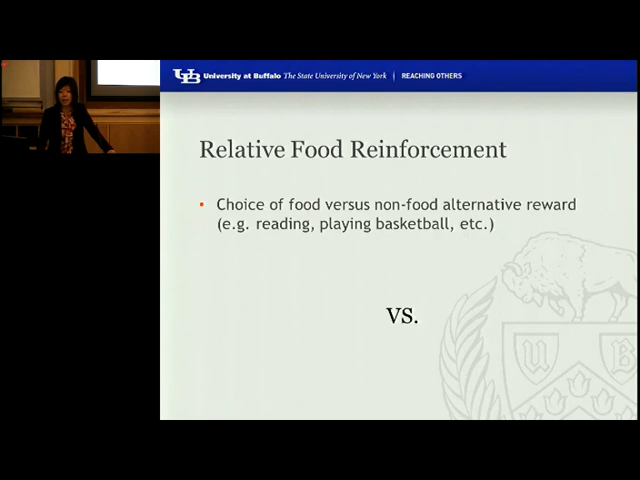 UB University at Buffalo The State University of New York | REACHING OTHERS
Relative Food Reinforcement
• Choice of food versus non-food alternative reward
(e.g. reading, playing basketball, etc.)
vs.
U B